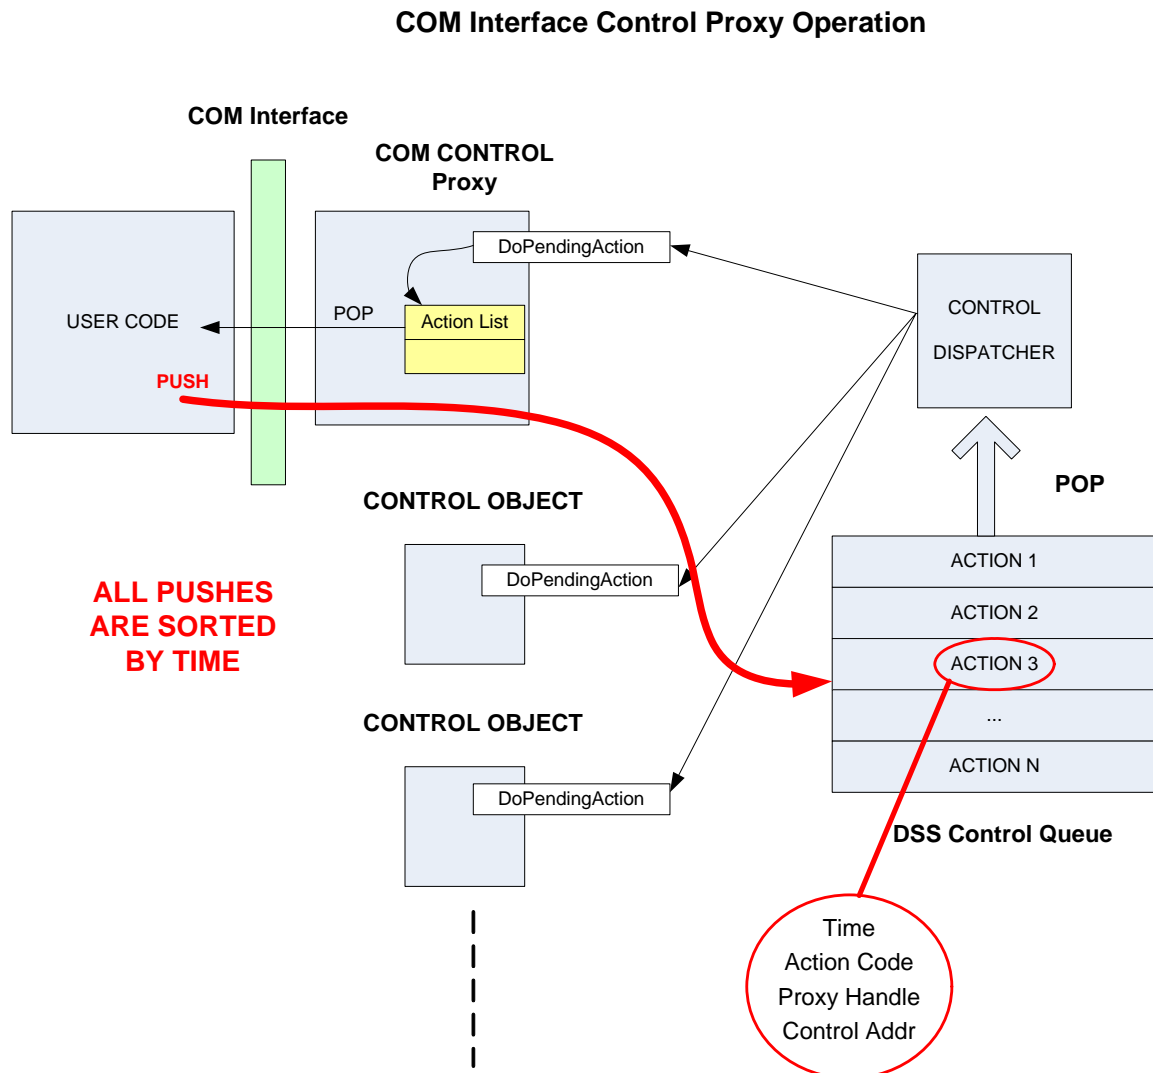 COM Interface Control Proxy Operation
COM Interface
COM CONTROL
Proxy
DoPendingAction
USER CODE
POP
Action List
PUSH
CONTROL
DISPATCHER
POP
CONTROL OBJECT
DoPendingAction
ALL PUSHES
ARE SORTED
BY TIME
ACTION 1
ACTION 2
ACTION 3
...
ACTION N
DSS Control Queue
CONTROL OBJECT
DoPendingAction
Time
Action Code
Proxy Handle
Control Addr